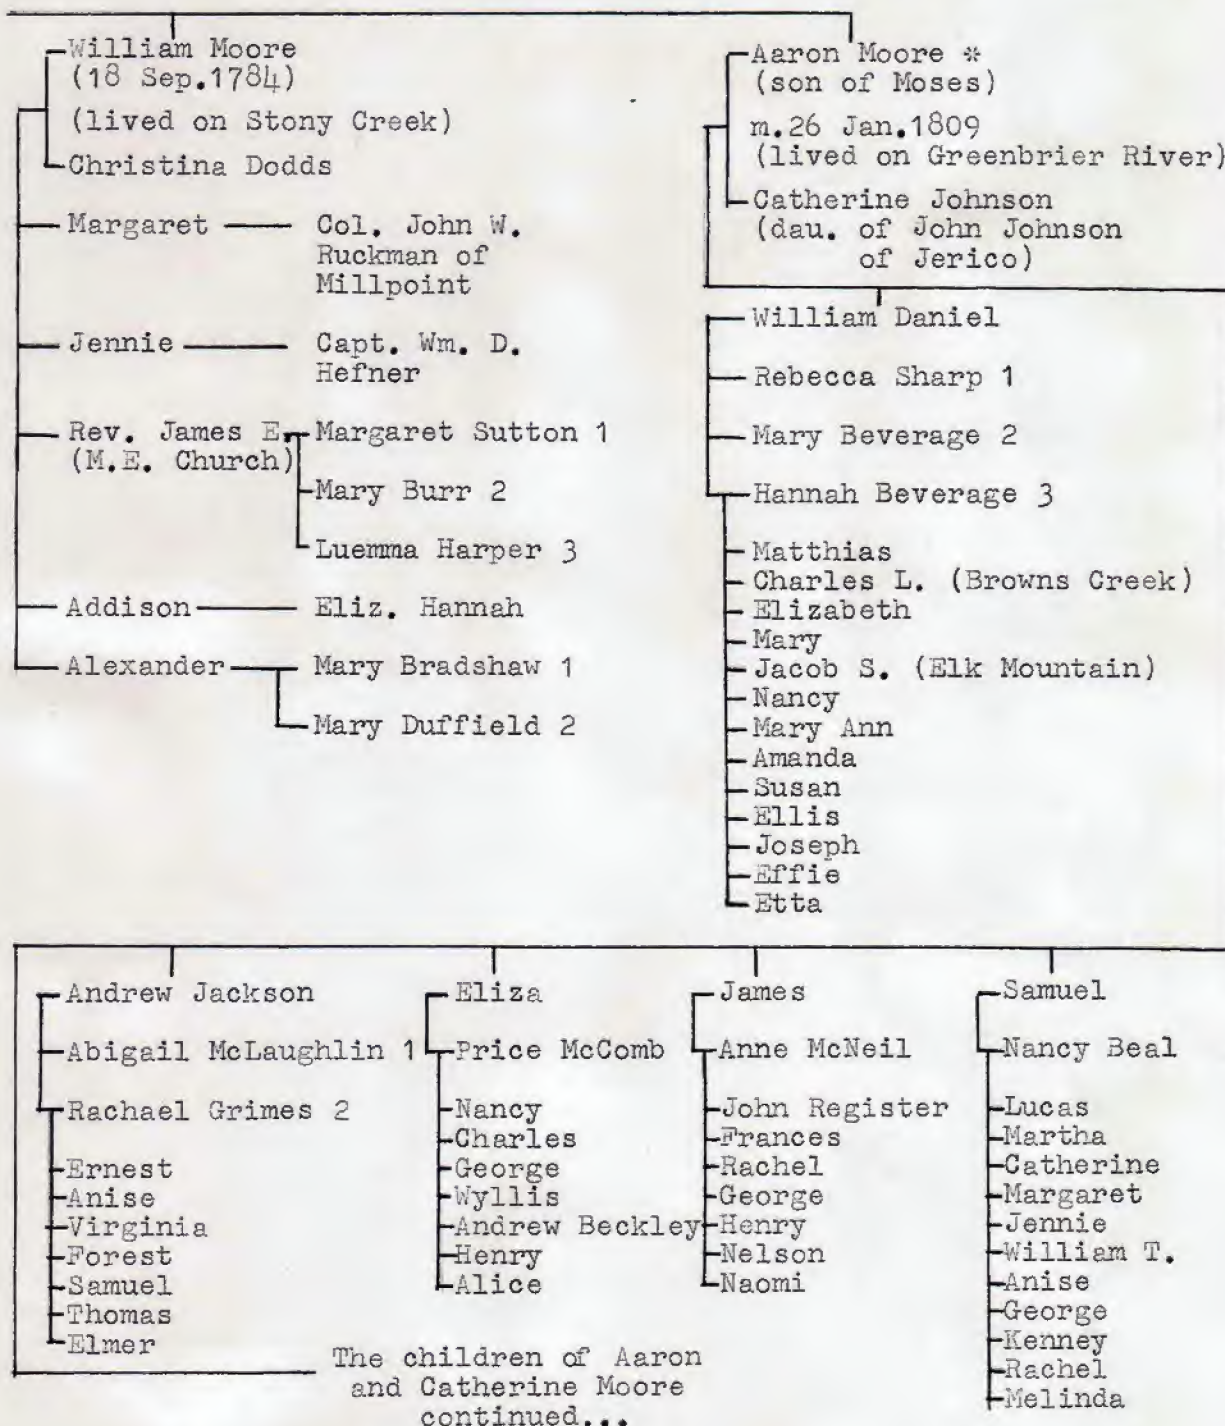 William Moore
(18 Sep.1784)
(lived on Stony Creek)
Christina Dodds
Margaret
Col. John W.
Ruckman of
Millpoint
Jennie
Capt. Wm. D.
Hefner
Rev. James E.
(M.E. Church)
Margaret Sutton 1
Mary Burr 2
Luemma Harper 3
Addison
Eliz. Hannah
Alexander
Mary Bradshaw 1
Mary Duffield 2
Aaron Moore *
(son of Moses)
m.26 Jan.1809
(lived on Greenbrier River)
Catherine Johnson
(dau. of John Johnson
of Jerico)
William Daniel
Rebecca Sharp 1
Mary Beverage 2
Hannah Beverage 3
Matthias
Charles L. (Browns Creek)
Elizabeth
Mary
Jacob S. (Elk Mountain)
Nancy
Mary Ann
Amanda
Susan
Ellis
Joseph
Effie
Etta
Andrew Jackson
Abigail McLaughlin 1
Rachael Grimes 2
Ernest
Anise
Virginia
Forest
Samuel
Thomas
Elmer
Eliza
Price McComb
Nancy
Charles
George
Wyllis
Andrew Beckley
Henry
Alice
James
Anne McNeil
John Register
Frances
Rachel
George
Henry
Nelson
Naomi
Samuel
Nancy Beal
Lucas
Martha
Catherine
Margaret
Jennie
William T.
Anise
George
Kenney
Rachel
Melinda
The children of Aaron
and Catherine Moore
continued...